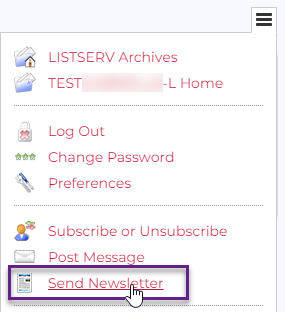 LISTSERV Archives
TEST -L Home
Log Out
Change Password
Preferences
Subscribe or Unsubscribe
Post Message
Send Newsletter